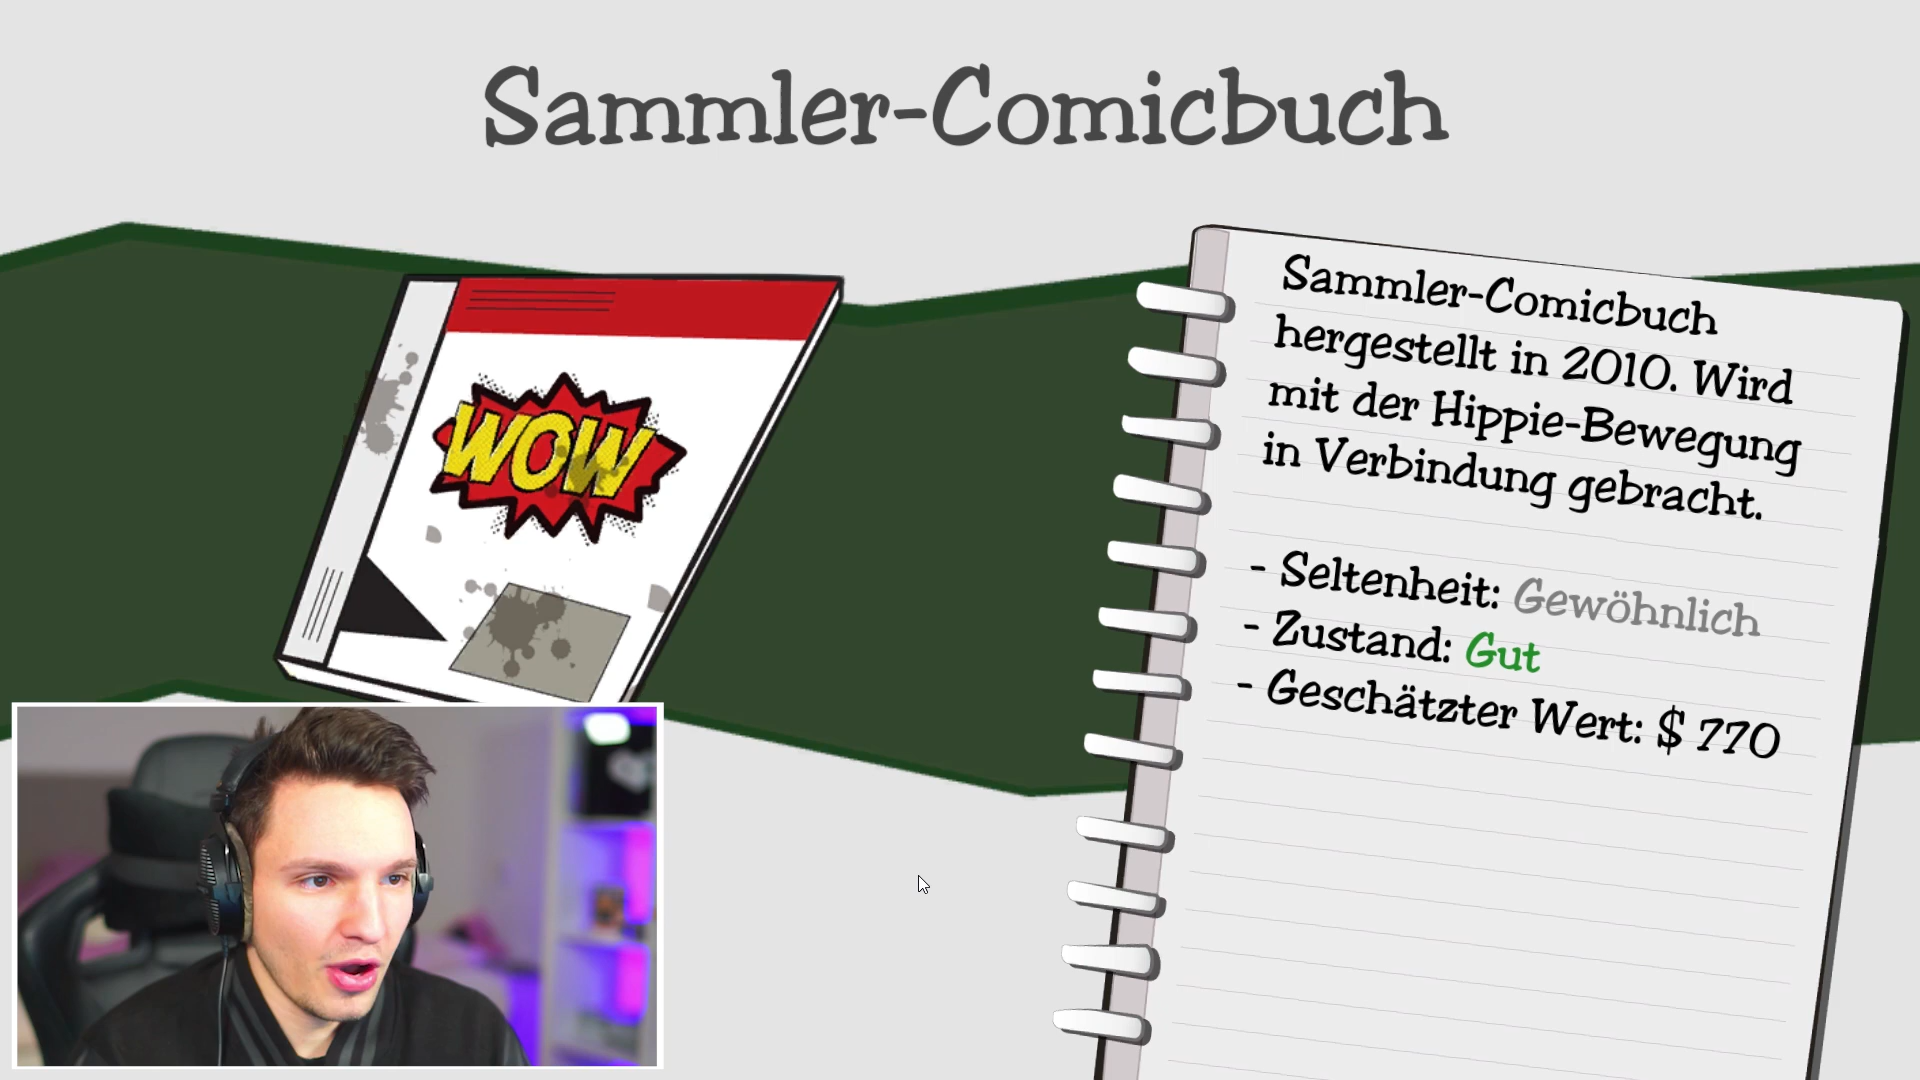 Sammler-Comicbuch
WOW
Sammler-Comicbuch
hergestellt in 2010. Wird
mit der Hippie-Bewegung
in Verbindung gebracht.
- Seltenheit: Gewöhnlich
- Zustand: Gut
- Geschätzter Wert: $ 770